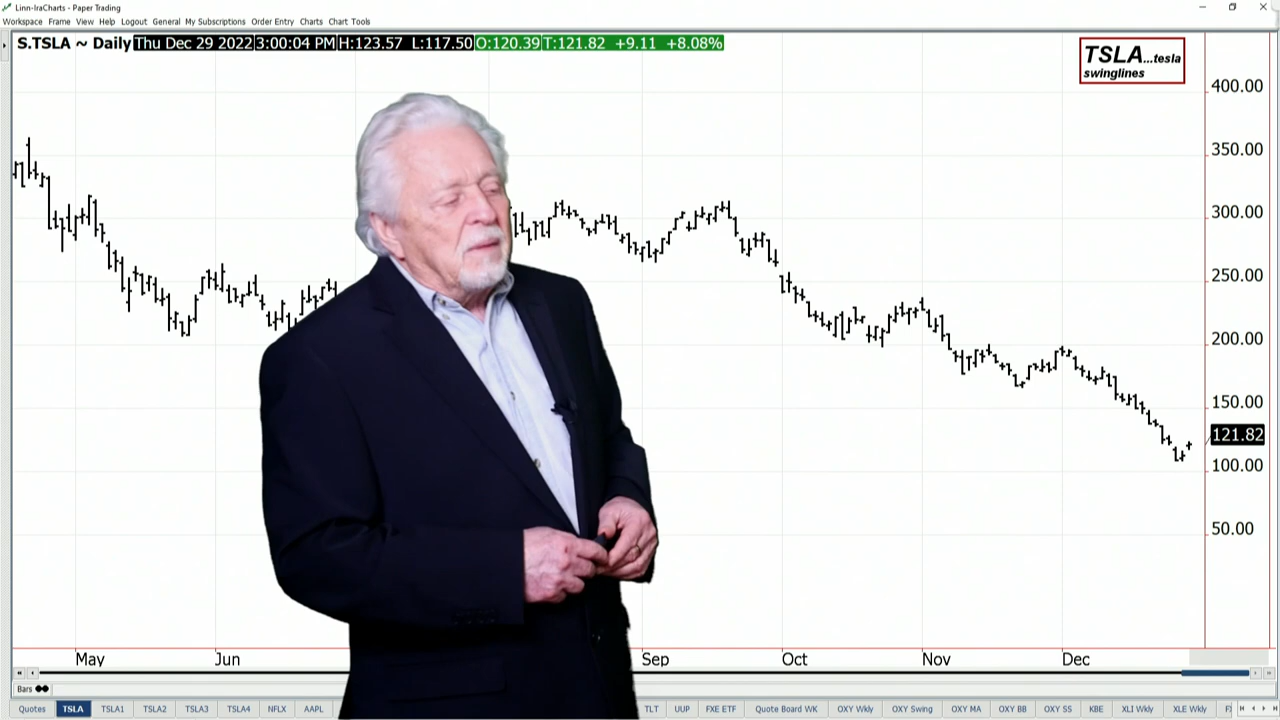 Linn-IraCharts - Paper Trading
Workspace Frame View Help Logout General My Subscriptions Order Entry Charts Chart Tools
S.TSLA ~ Daily Thu Dec 29 2022 3:00:04 PM H:123.57 L:117.50 O:120.39 T:121.82 +9.11 +8.08%
TSLA...tesla
swinglines
400.00
350.00
300.00
250.00
200.00
150.00
121.82
100.00
50.00
May Jun Sep Oct Nov Dec
Bars
Quotes TSLA TSLA1 TSLA2 TSLA3 TSLA4 NFLX AAPL TLT UUP FXE ETF Quote Board WK OXY Wkly OXY Swing OXY MA OXY BB OXY SS KBE XLI Wkly XLE Wkly